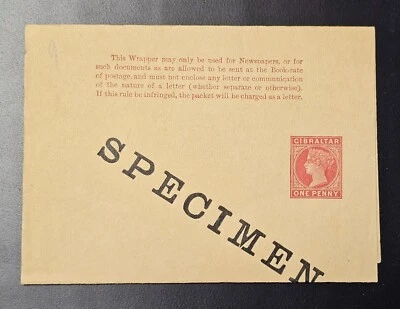 This Wrapper may only be used for Newspapers, or for
such documents as are allowed to be sent at the Book-rate
of postage, and must not enclose any letter or communication
of the nature of a letter (whether separate or otherwise).
If this rule be infringed, the packet will be charged as a letter.
GIBRALTAR
ONE PENNY
SPECIMEN